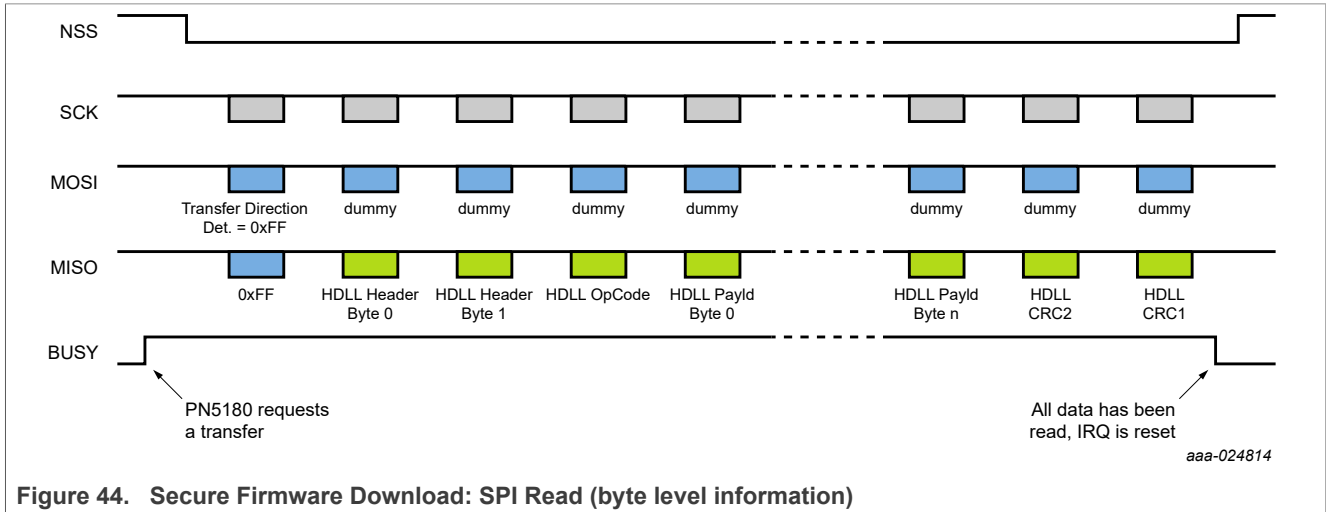 NSS
SCK
MOSI
Transfer Direction
Det. = 0xFF
dummy
dummy
dummy
dummy
dummy
dummy
dummy
MISO
0xFF
HDLL Header
Byte 0
HDLL Header
Byte 1
HDLL OpCode
HDLL Payld
Byte 0
HDLL Payld
Byte n
HDLL
CRC2
HDLL
CRC1
BUSY
PN5180 requests
a transfer
All data has been
read, IRQ is reset
aaa-024814
Figure 44. Secure Firmware Download: SPI Read (byte level information)